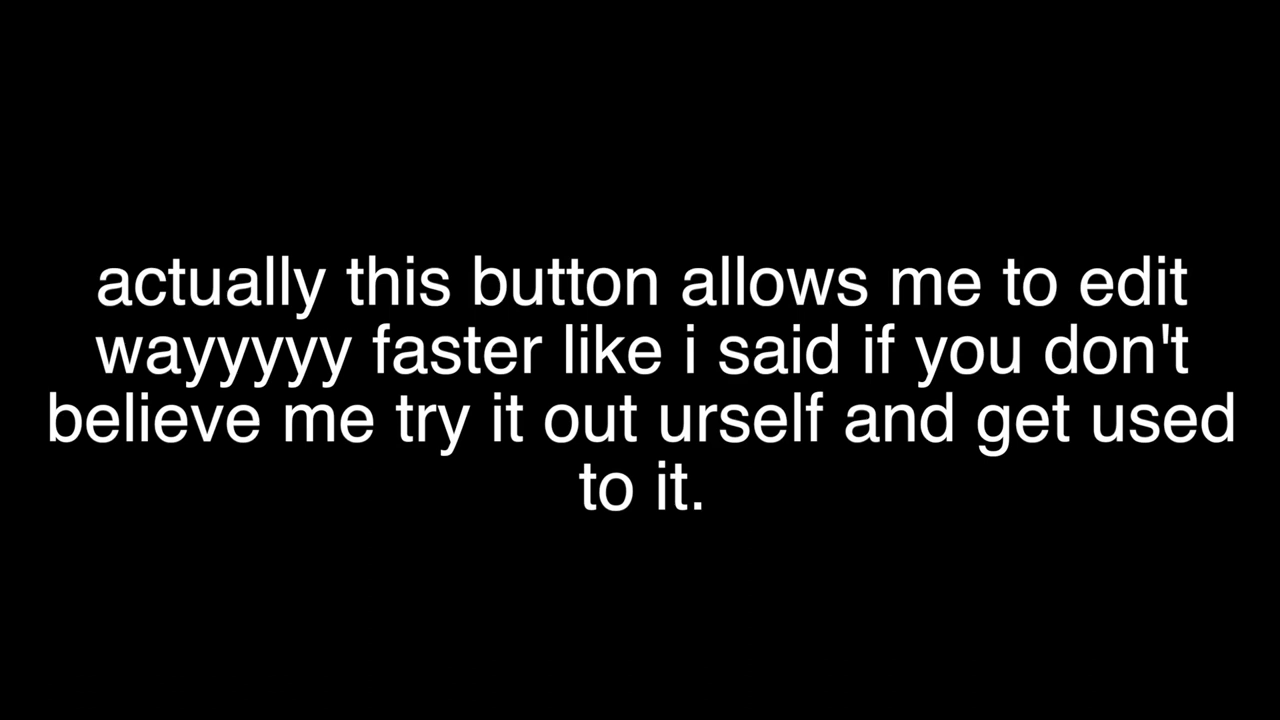 actually this button allows me to edit
wayyyyy faster like i said if you don't
believe me try it out urself and get used
to it.